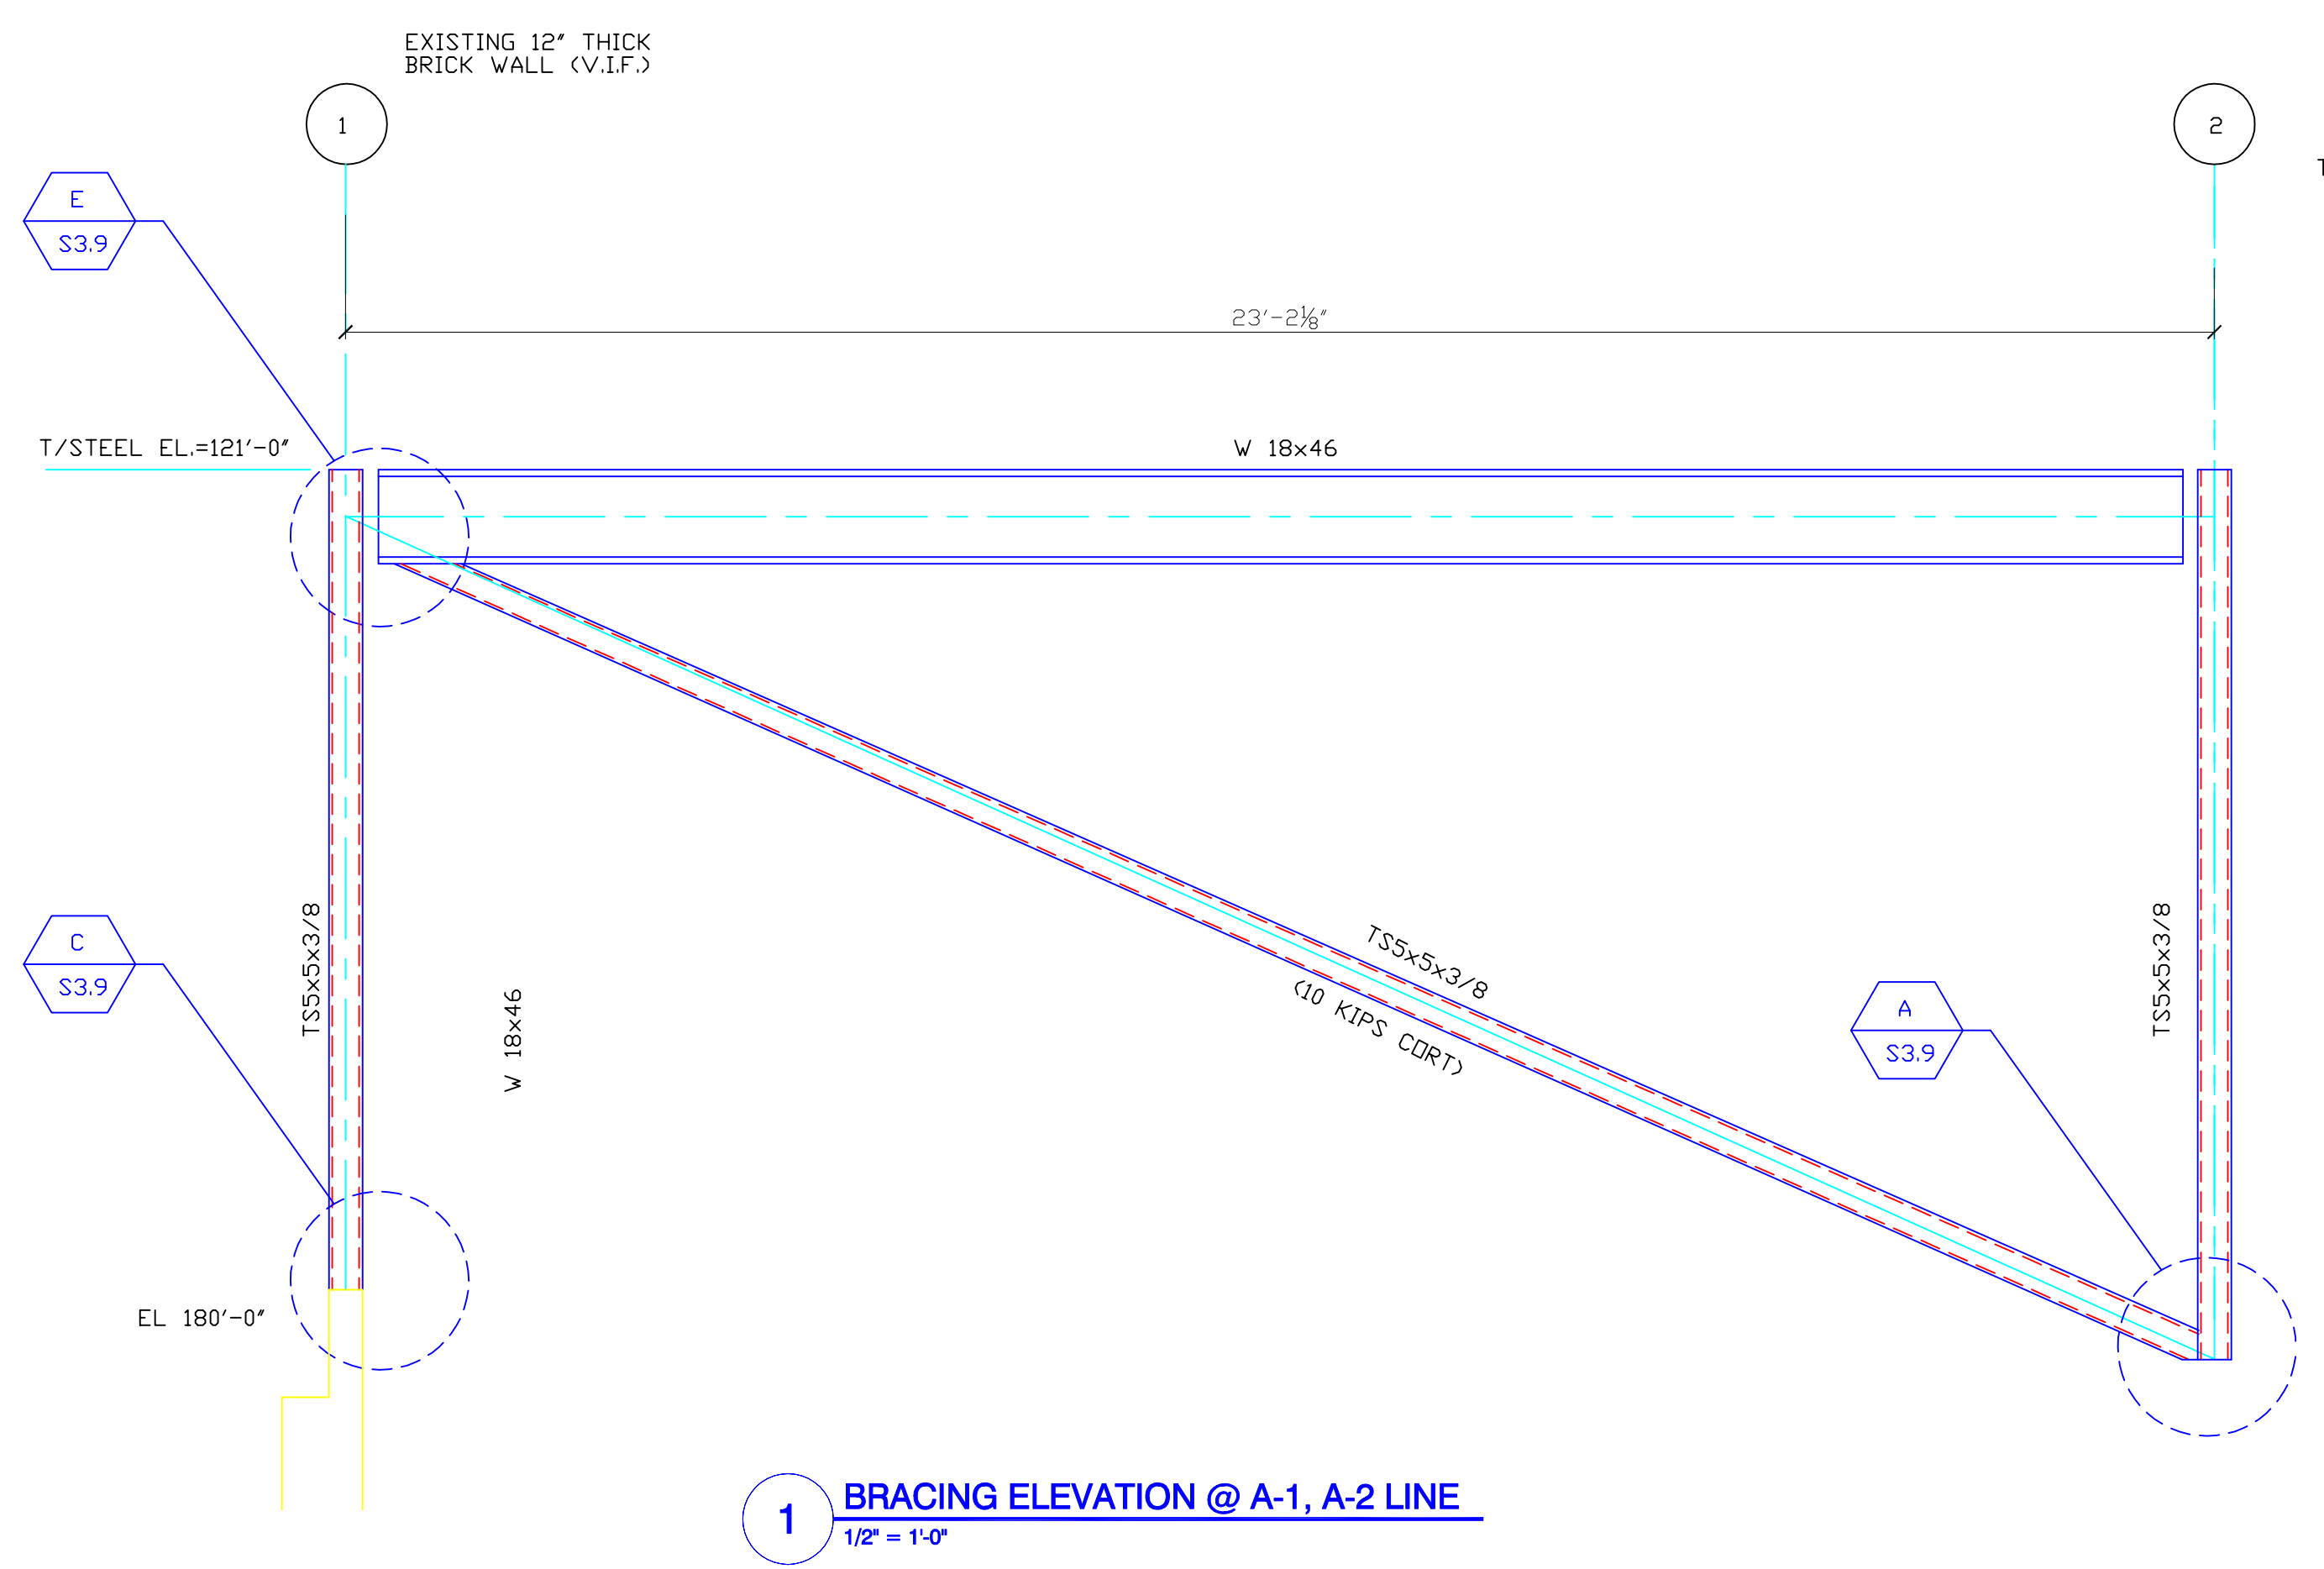 EXISTING 12" THICK
BRICK WALL (V.I.F.)
1
2
E
S3.9
T
23'-2⅛"
T/STEEL EL.=121'-0"
W 18x46
TS5x5x3/8
W 18x46
C
S3.9
TS5x5x3/8
(10 KIPS CORT)
TS5x5x3/8
A
S3.9
EL 180'-0"
1
BRACING ELEVATION @ A-1, A-2 LINE
1/2" = 1'-0"